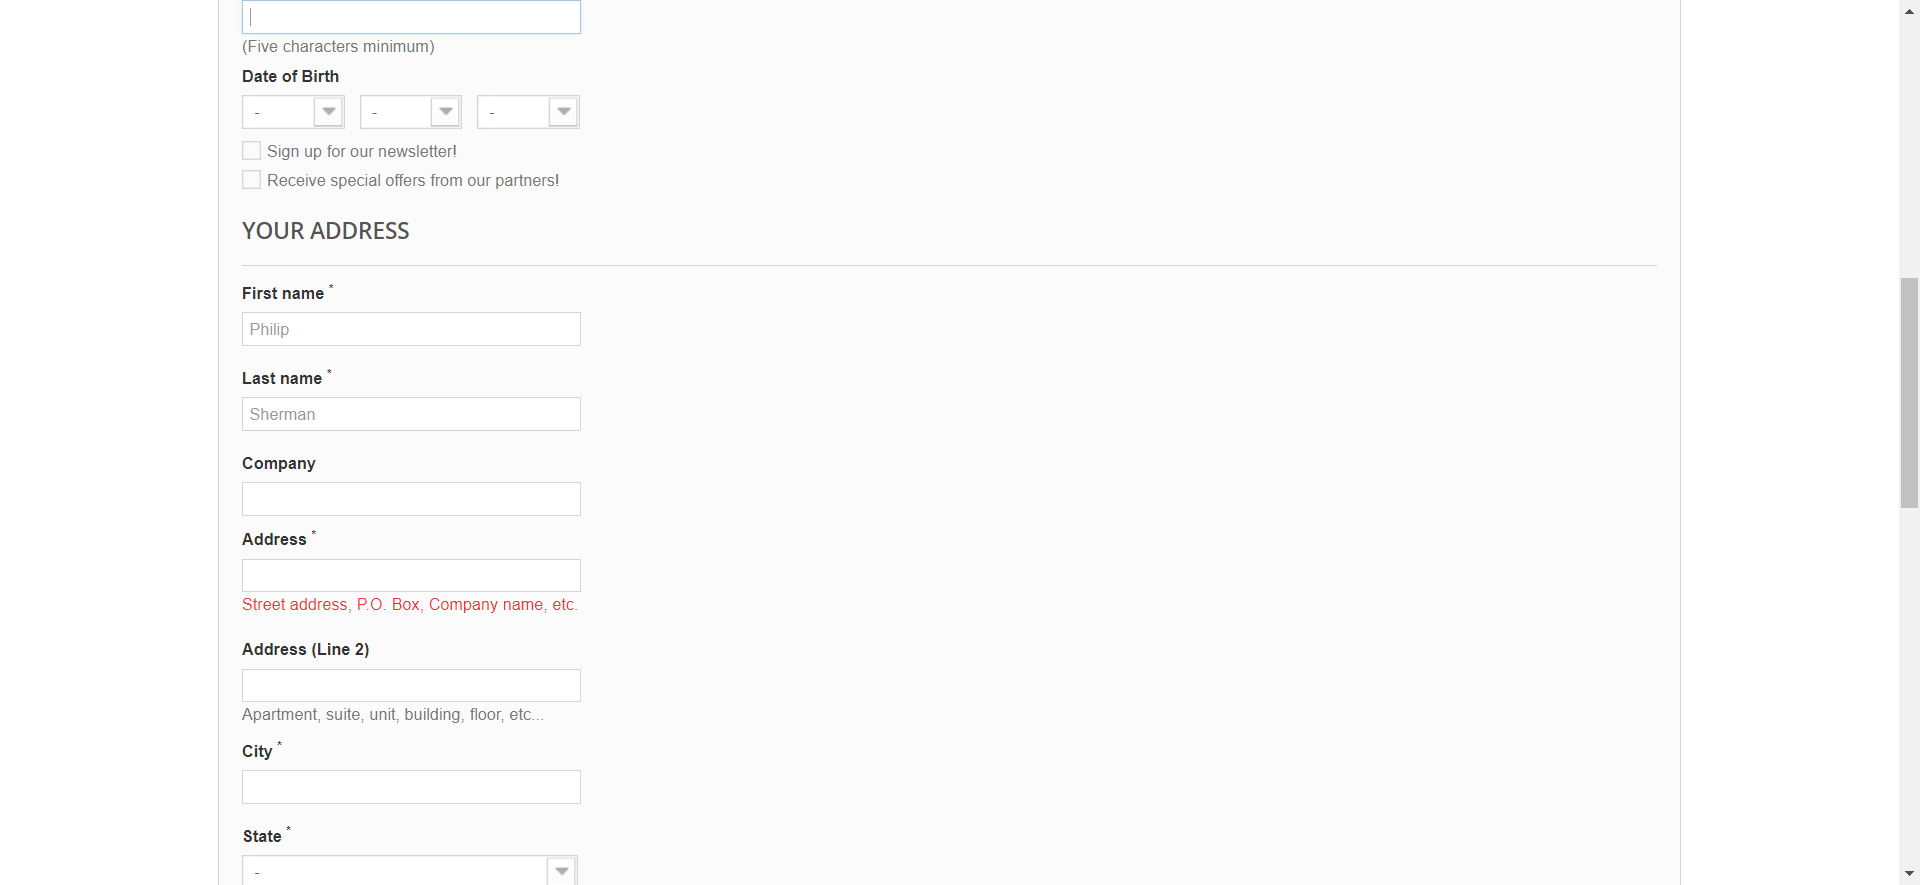 (Five characters minimum)
Date of Birth
- - -
Sign up for our newsletter!
Receive special offers from our partners!
YOUR ADDRESS
First name *
Philip
Last name *
Sherman
Company
Address *
Street address, P.O. Box, Company name, etc.
Address (Line 2)
Apartment, suite, unit, building, floor, etc...
City *
State *
-